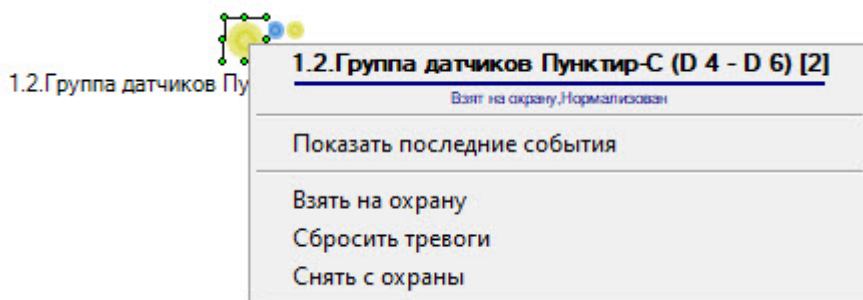 1.2.Группа датчиков Пу
1.2.Группа датчиков Пунктир-С (D 4 - D 6) [2]
Взят на охрану,Нормализован
Показать последние события
Взять на охрану
Сбросить тревоги
Снять с охраны